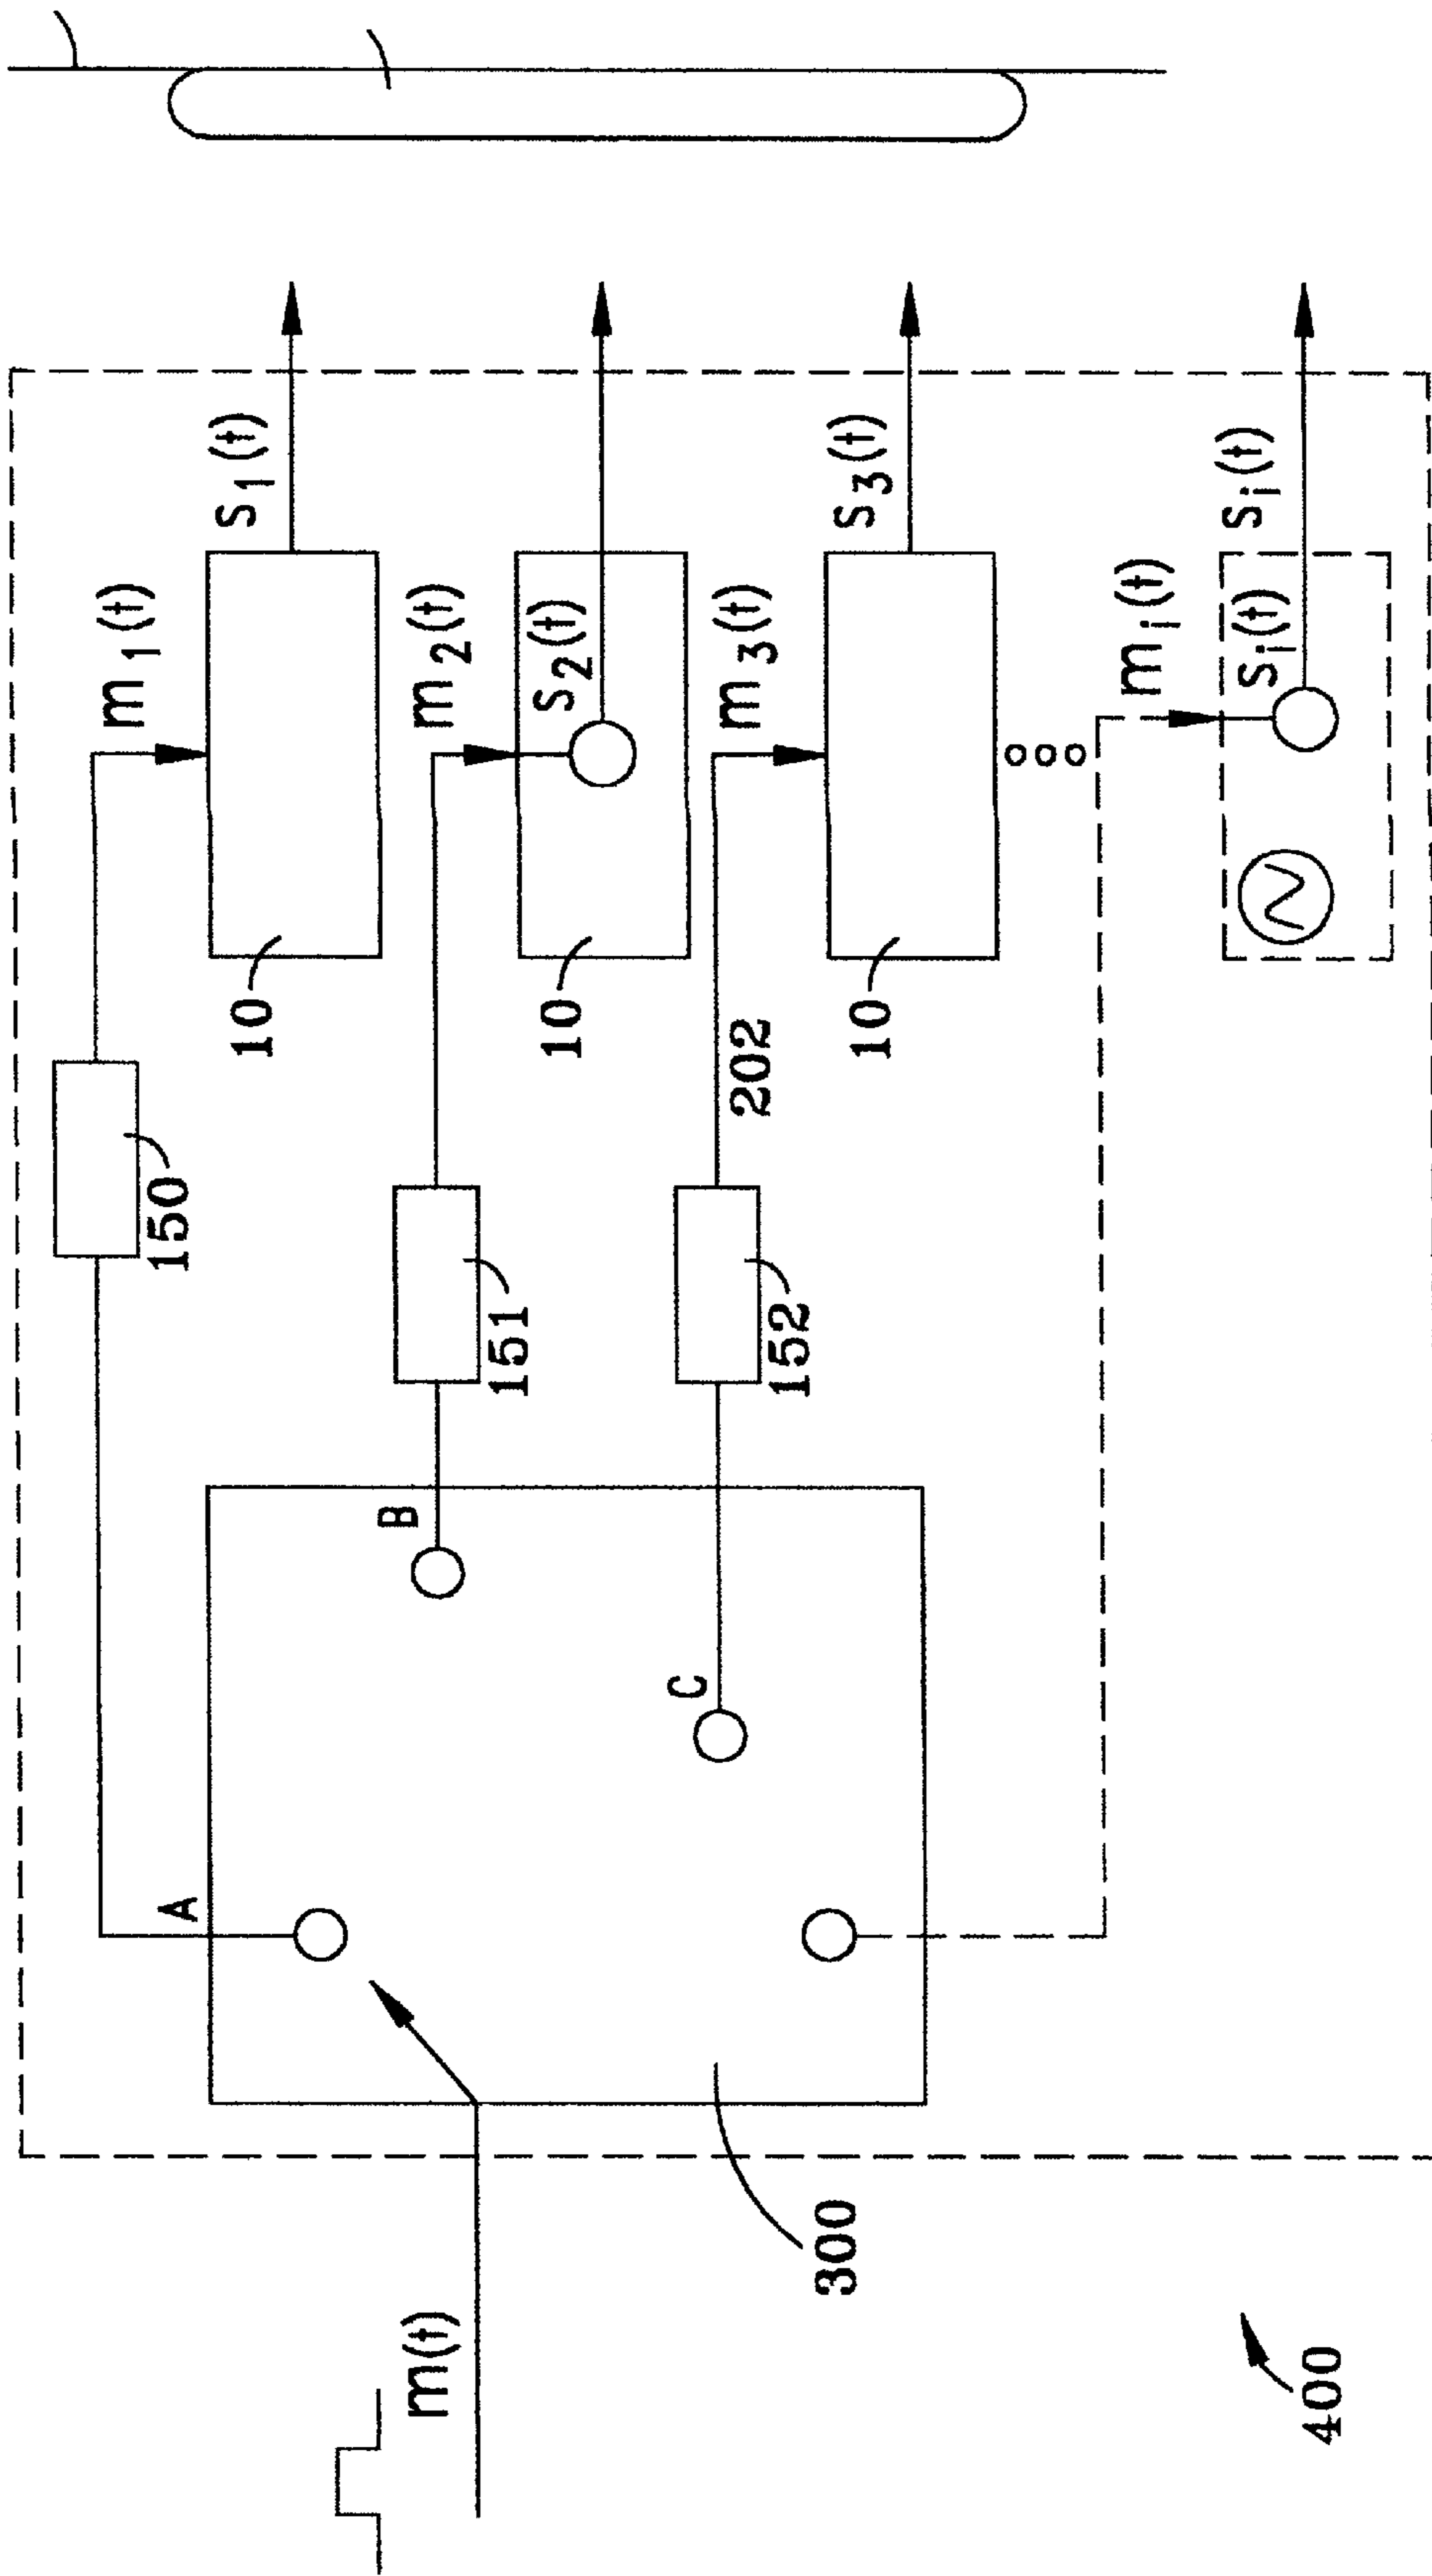 m(t)
300
400
A
B
C
150
151
152
202
m1(t)
10
s1(t)
m2(t)
10
s2(t)
m3(t)
10
s3(t)
mi(t)
si(t)
si(t)